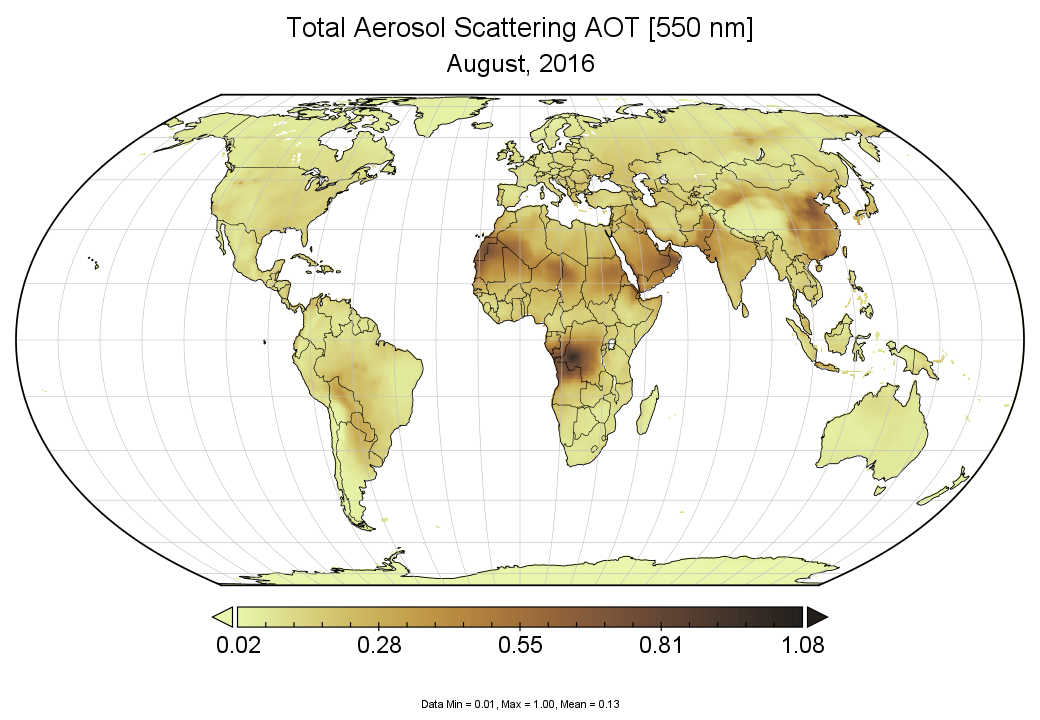 Total Aerosol Scattering AOT [550 nm]
August, 2016
0.02 0.28 0.55 0.81 1.08
Data Min = 0.01, Max = 1.00, Mean = 0.13